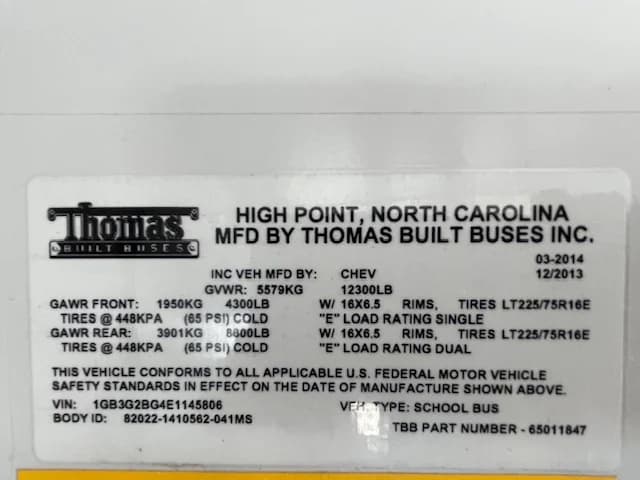 Thomas
BUILT BUSES
HIGH POINT, NORTH CAROLINA
MFD BY THOMAS BUILT BUSES INC.
03-2014
INC VEH MFD BY: CHEV 12/2013
GVWR: 5579KG 12300LB
GAWR FRONT: 1950KG 4300LB W/ 16X6.5 RIMS, TIRES LT225/75R16E
TIRES @ 448KPA (65 PSI) COLD "E" LOAD RATING SINGLE
GAWR REAR: 3901KG 8600LB W/ 16X6.5 RIMS, TIRES LT225/75R16E
TIRES @ 448KPA (65 PSI) COLD "E" LOAD RATING DUAL
THIS VEHICLE CONFORMS TO ALL APPLICABLE U.S. FEDERAL MOTOR VEHICLE
SAFETY STANDARDS IN EFFECT ON THE DATE OF MANUFACTURE SHOWN ABOVE.
VIN: 1GB3G2BG4E1145806 VEH. TYPE: SCHOOL BUS
BODY ID: 82022-1410562-041MS TBB PART NUMBER - 65011847